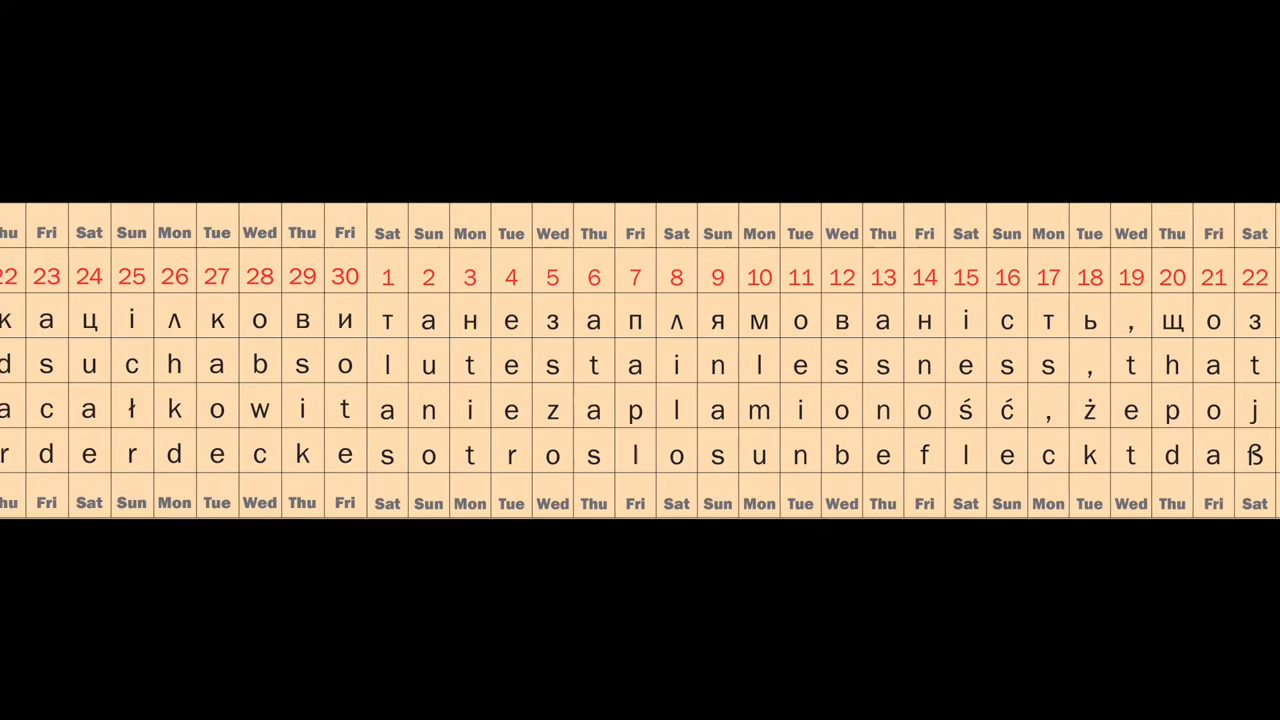 hu Fri Sat Sun Mon Tue Wed Thu Fri Sat Sun Mon Tue Wed Thu Fri Sat Sun Mon Tue Wed Thu Fri Sat Sun Mon Tue Wed Thu Fri Sat
22 23 24 25 26 27 28 29 30 1 2 3 4 5 6 7 8 9 10 11 12 13 14 15 16 17 18 19 20 21 22
к а ц і л к о в и т а н е з а п л я м о в а н і с т ь , щ о з
d s u c h a b s o l u t e s t a i n l e s s n e s s , t h a t
a c a ł k o w i t a n i e z a p l a m i o n o ś ć , ż e p o j
r d e r d e c k e s o t r o s l o s u n b e f l e c k t d a ß
hu Fri Sat Sun Mon Tue Wed Thu Fri Sat Sun Mon Tue Wed Thu Fri Sat Sun Mon Tue Wed Thu Fri Sat Sun Mon Tue Wed Thu Fri Sat